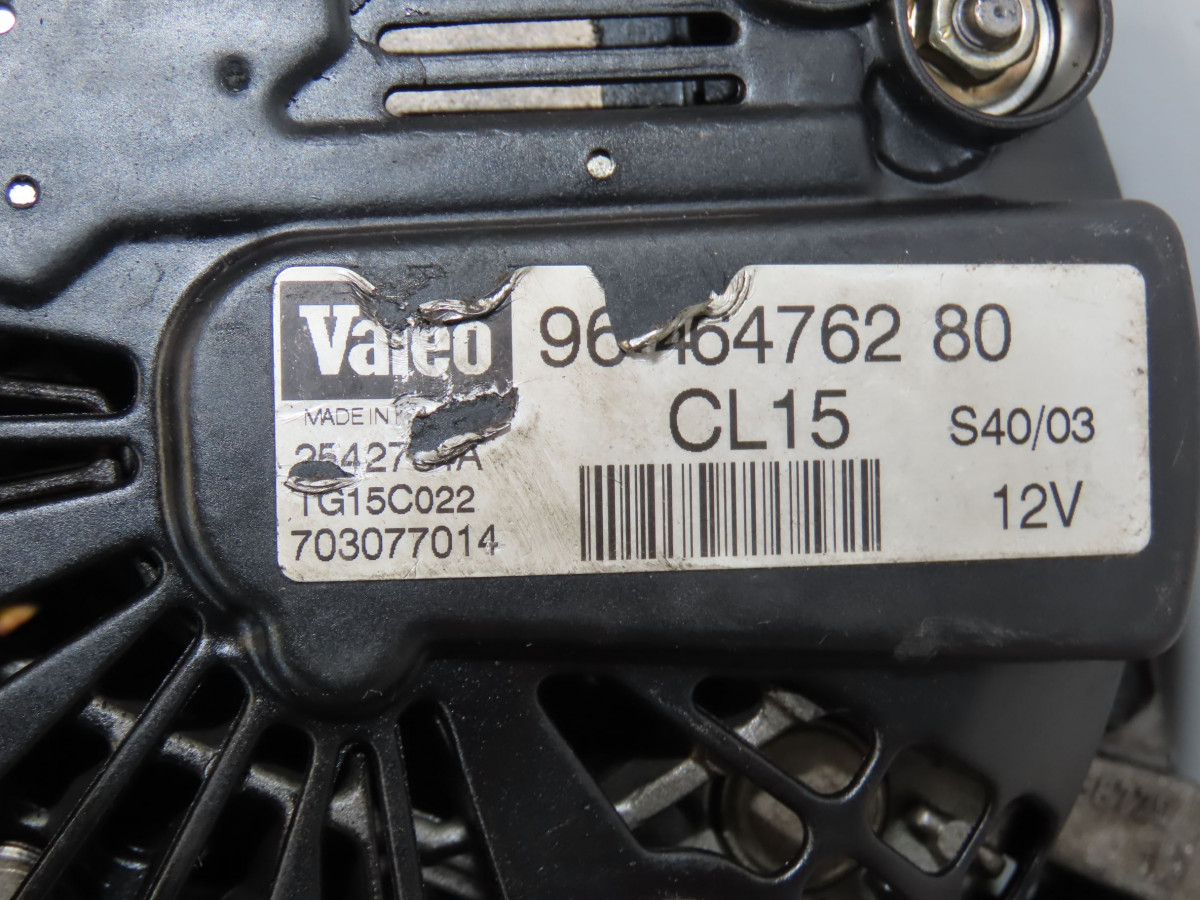 Valeo
96 464762 80
MADE IN
CL15
S40/03
TG15C022
12V
703077014